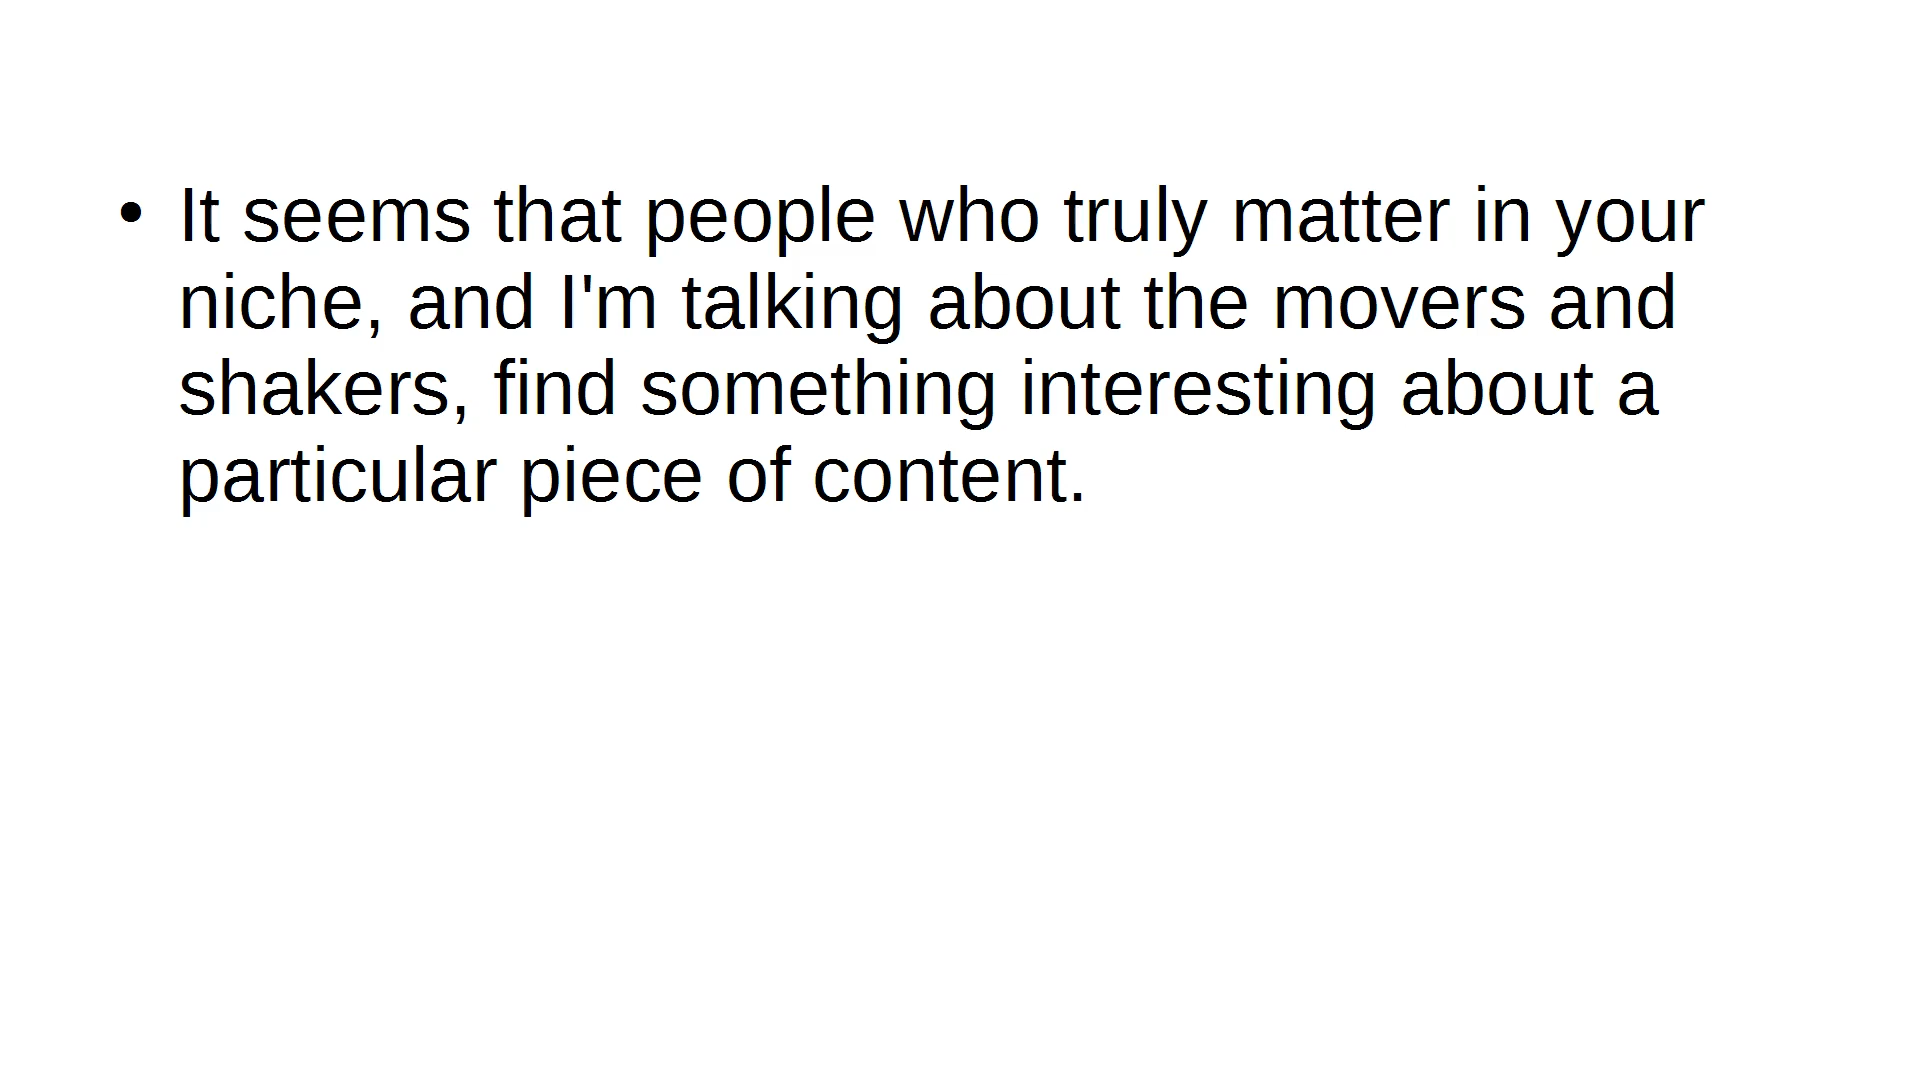 • It seems that people who truly matter in your
niche, and I'm talking about the movers and
shakers, find something interesting about a
particular piece of content.